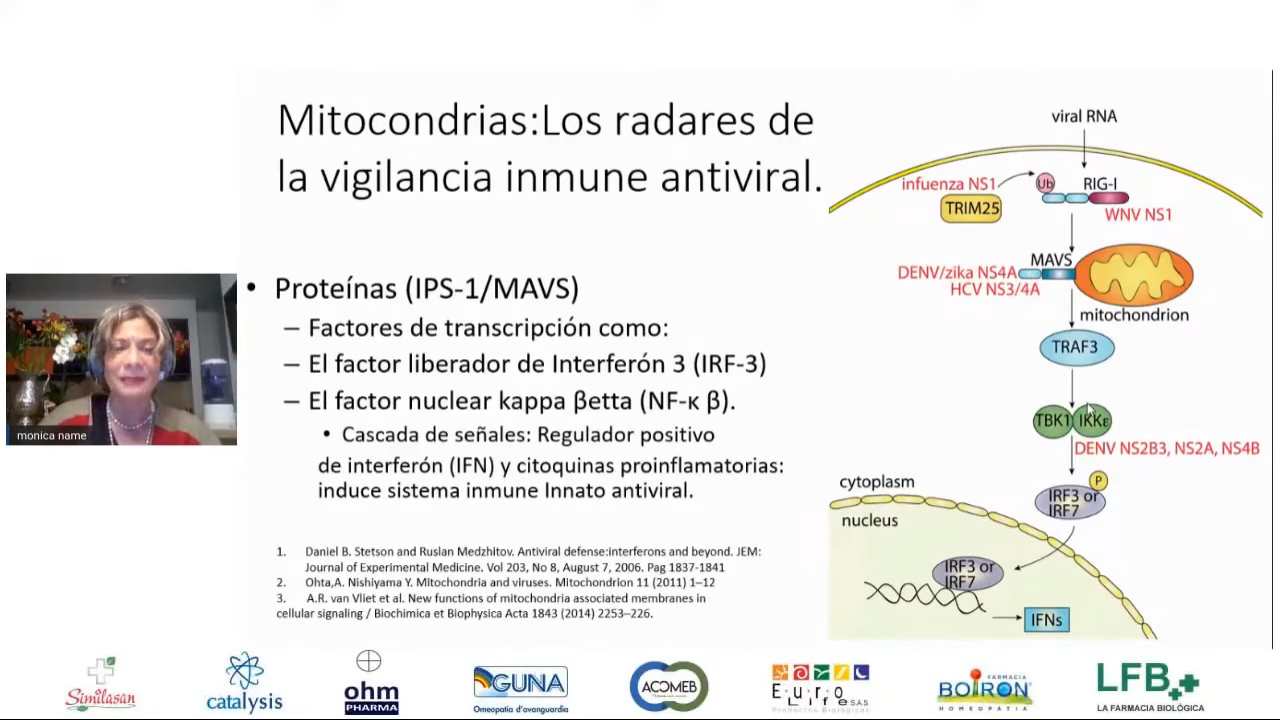 Mitocondrias:Los radares de
la vigilancia inmune antiviral.
• Proteínas (IPS-1/MAVS)
– Factores de transcripción como:
– El factor liberador de Interferón 3 (IRF-3)
– El factor nuclear kappa βetta (NF-κ β).
• Cascada de señales: Regulador positivo
de interferón (IFN) y citoquinas proinflamatorias:
induce sistema inmune Innato antiviral.
1. Daniel B. Stetson and Ruslan Medzhitov. Antiviral defense:interferons and beyond. JEM:
Journal of Experimental Medicine. Vol 203, No 8, August 7, 2006. Pag 1837-1841
2. Ohta,A. Nishiyama Y. Mitochondria and viruses. Mitochondrion 11 (2011) 1–12
3. A.R. van Vliet et al. New functions of mitochondria associated membranes in
cellular signaling / Biochimica et Biophysica Acta 1843 (2014) 2253–226.
viral RNA
infuenza NS1
Ub
RIG-I
TRIM25
WNV NS1
MAVS
DENV/zika NS4A
HCV NS3/4A
mitochondrion
TRAF3
TBK1
IKKε
DENV NS2B3, NS2A, NS4B
cytoplasm
P
IRF3 or
IRF7
nucleus
IRF3 or
IRF7
IFNs
monica name
Similasan
catalysis
ohm
PHARMA
GUNA
Omeopatia d'avanguardia
ACOMEB
Euro
Life S.A.S.
Productos Biológicos
FARMACIA
BOIRON
HOMEOPATIA
LFB
LA FARMACIA BIOLÓGICA